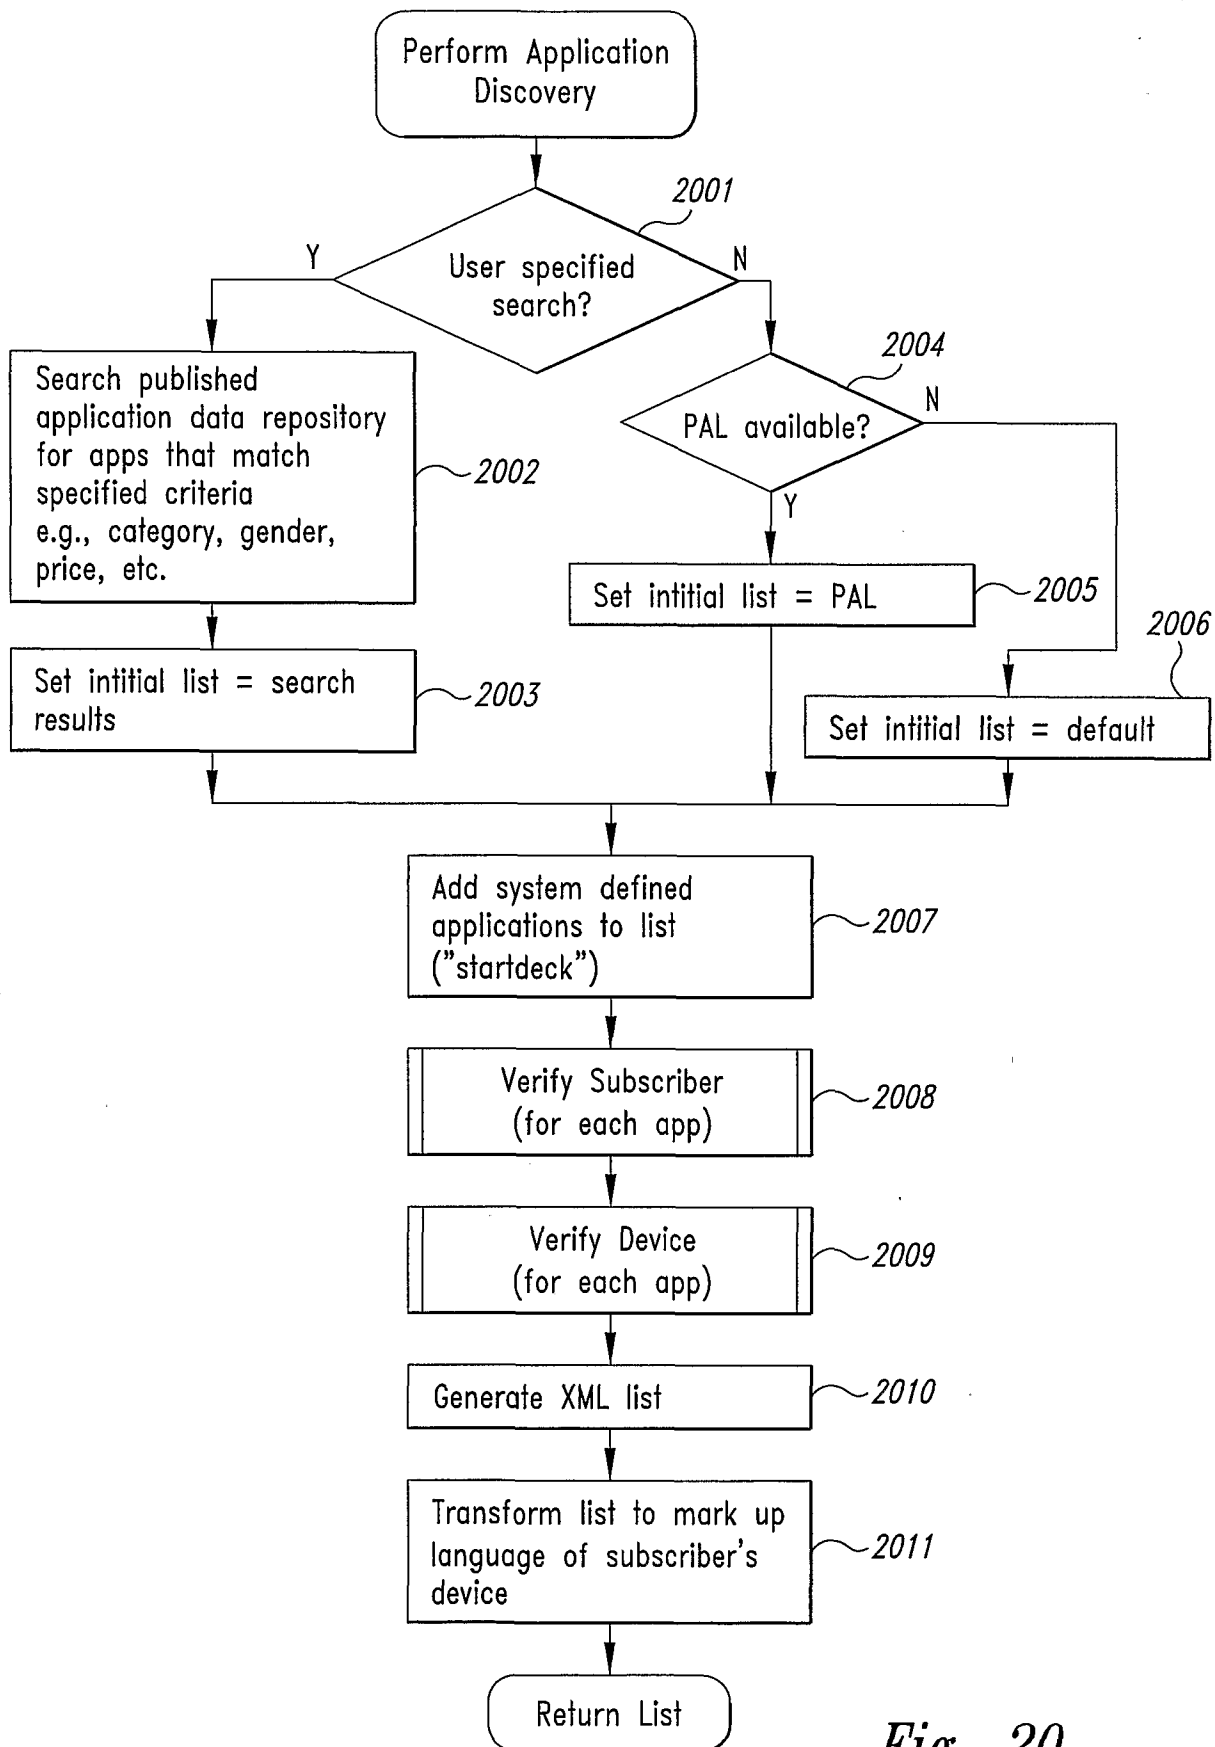 Perform Application
Discovery
2001
Y
N
User specified
search?
2004
N
PAL available?
Y
Search published
application data repository
for apps that match
specified criteria
e.g., category, gender,
price, etc.
2002
Set intitial list = PAL
2005
2006
Set intitial list = search
results
2003
Set intitial list = default
Add system defined
applications to list
("startdeck")
2007
Verify Subscriber
(for each app)
2008
Verify Device
(for each app)
2009
Generate XML list
2010
Transform list to mark up
language of subscriber's
device
2011
Return List
Fig. 20